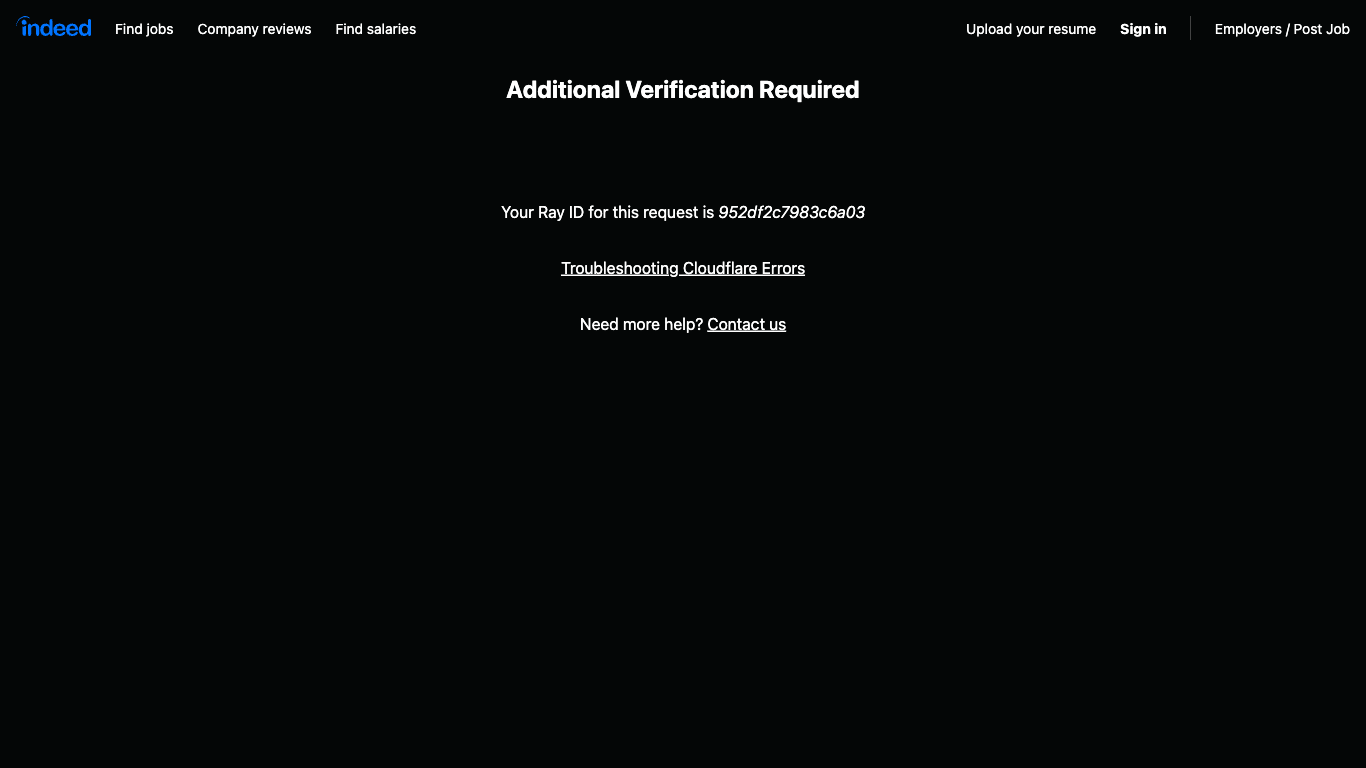 indeed Find jobs Company reviews Find salaries Upload your resume Sign in Employers / Post Job
Additional Verification Required
Your Ray ID for this request is 952df2c7983c6a03
Troubleshooting Cloudflare Errors
Need more help? Contact us